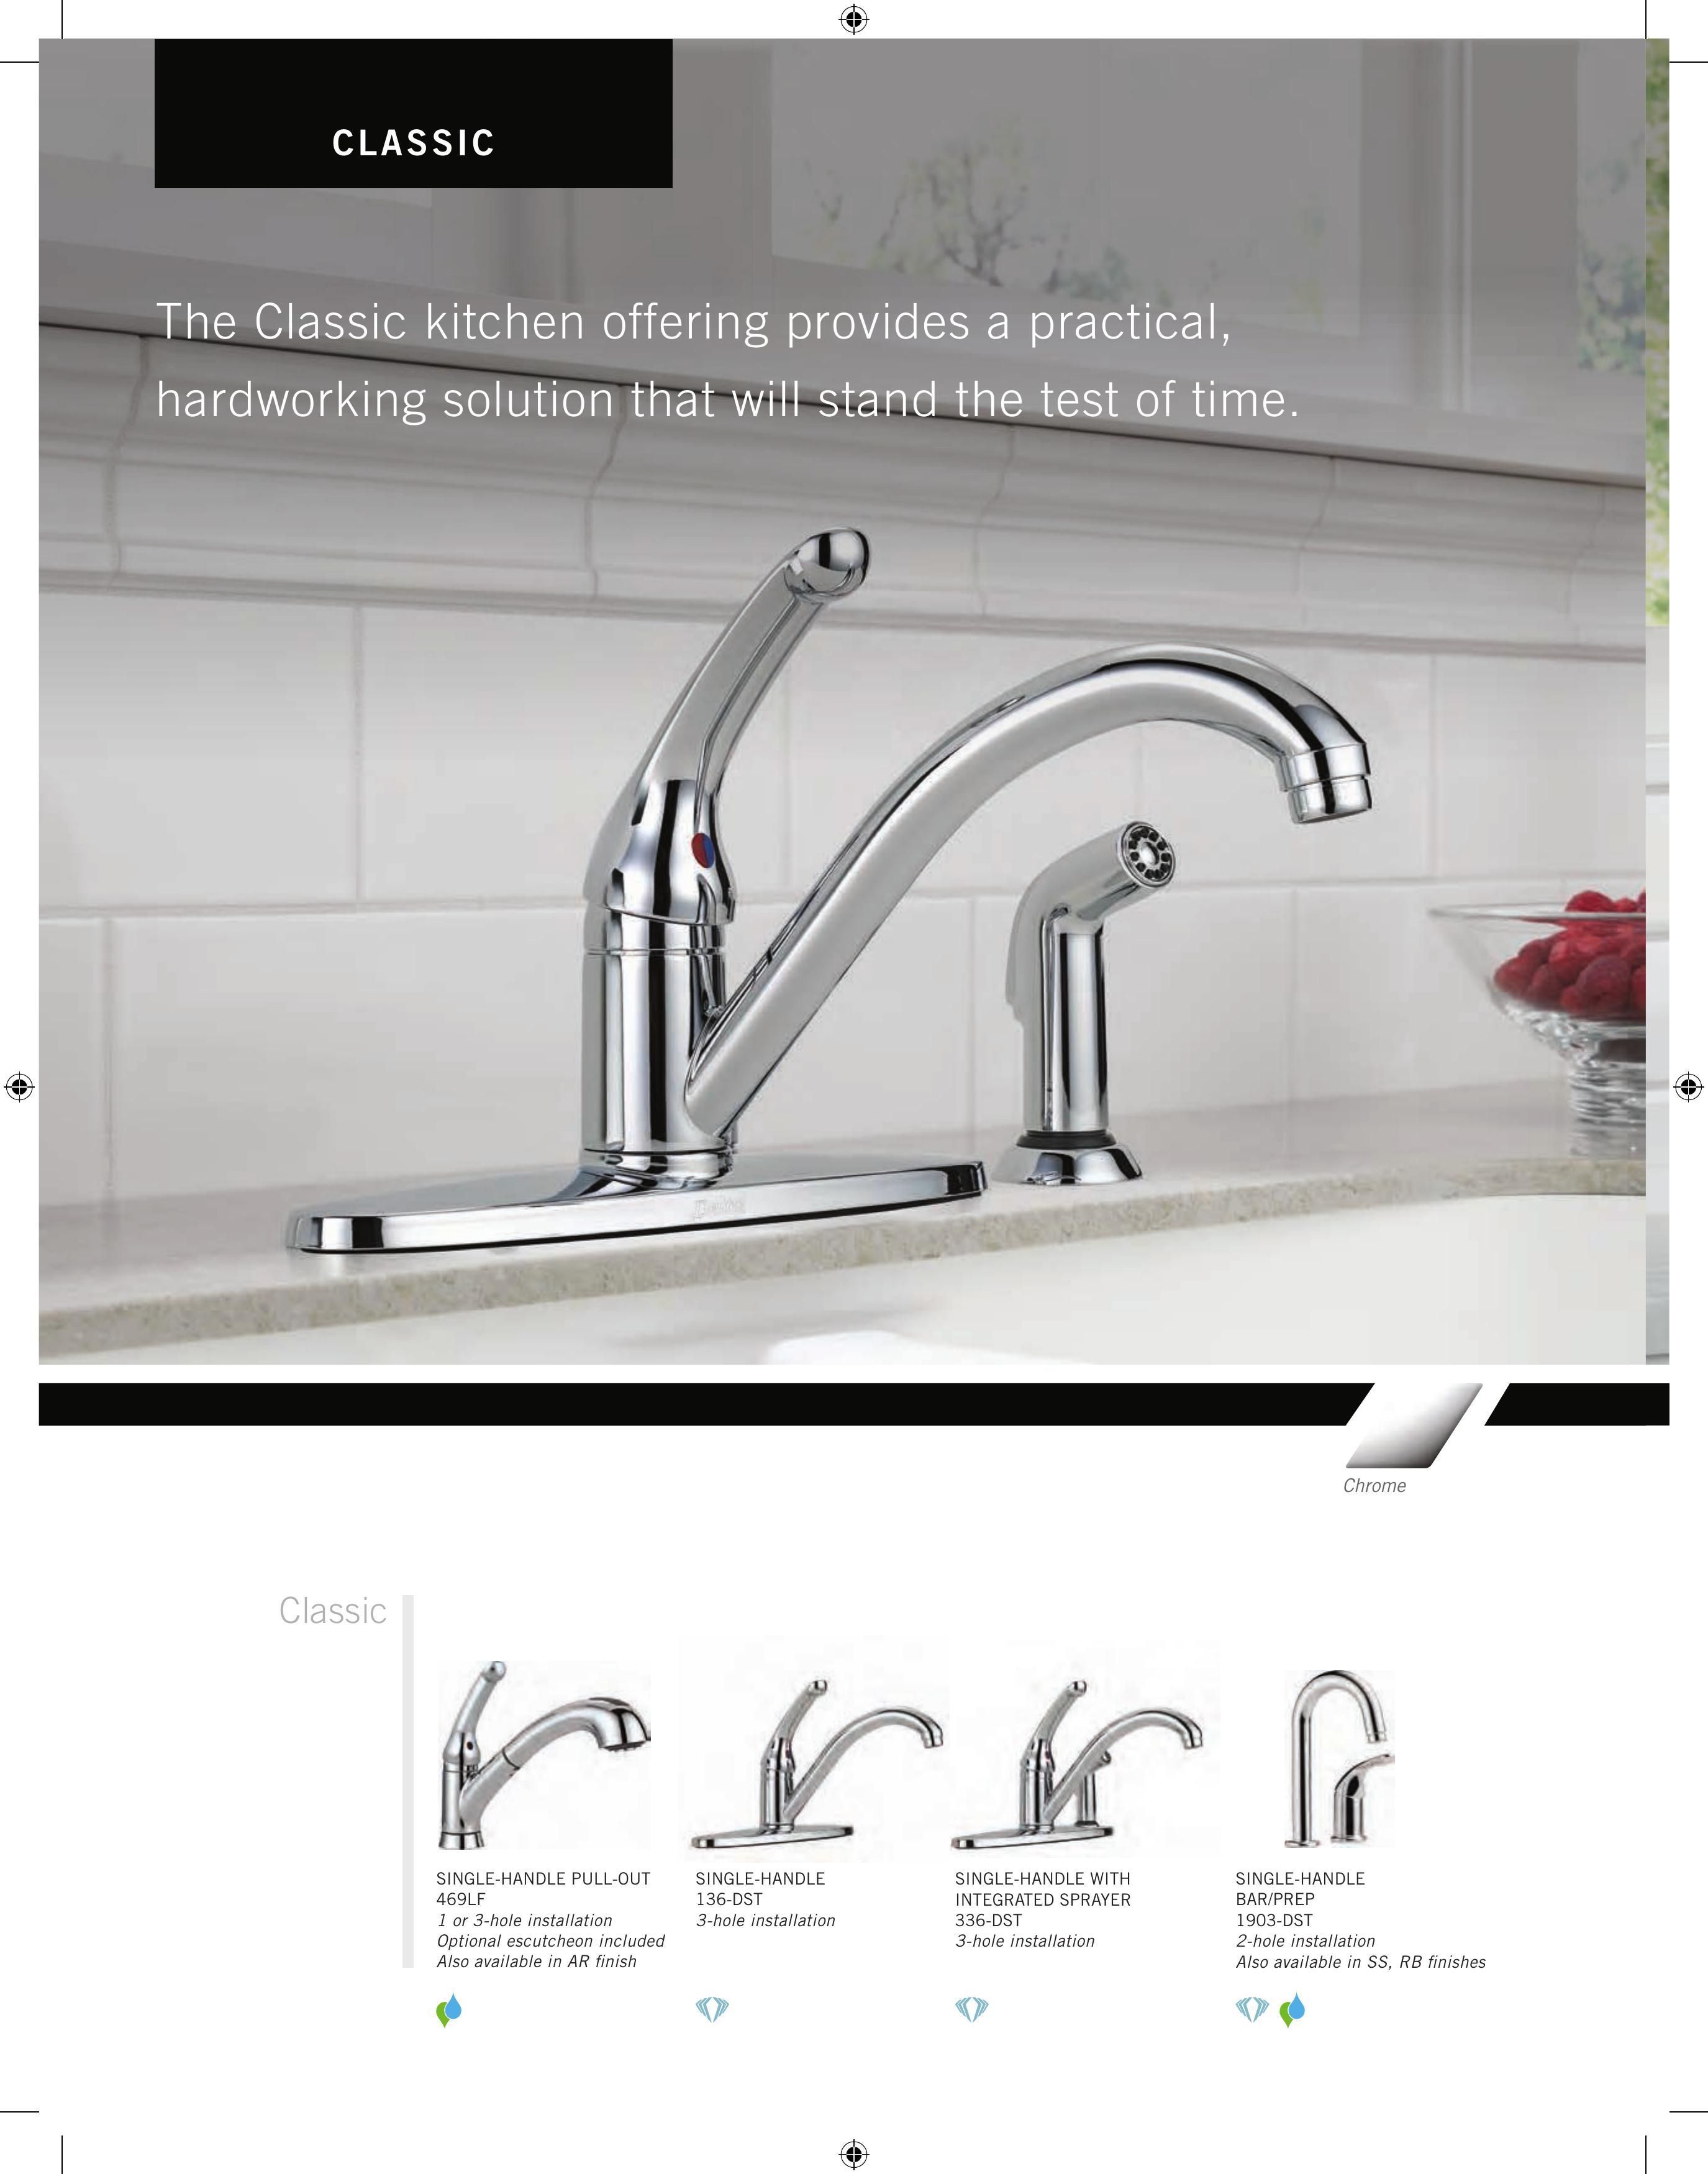 CLASSIC
The Classic kitchen offering provides a practical,
hardworking solution that will stand the test of time.
Chrome
Classic
SINGLE-HANDLE PULL-OUT
469LF
1 or 3-hole installation
Optional escutcheon included
Also available in AR finish
SINGLE-HANDLE
136-DST
3-hole installation
SINGLE-HANDLE WITH
INTEGRATED SPRAYER
336-DST
3-hole installation
SINGLE-HANDLE
BAR/PREP
1903-DST
2-hole installation
Also available in SS, RB finishes